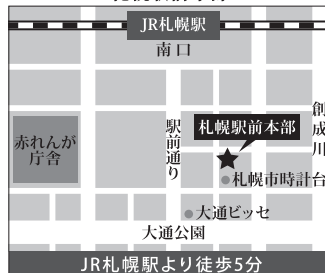 JR札幌駅
南口
赤れんが
庁舎
駅前通り
札幌駅前本部
創成川
札幌市時計台
大通ビッセ
大通公園
JR札幌駅より徒歩5分